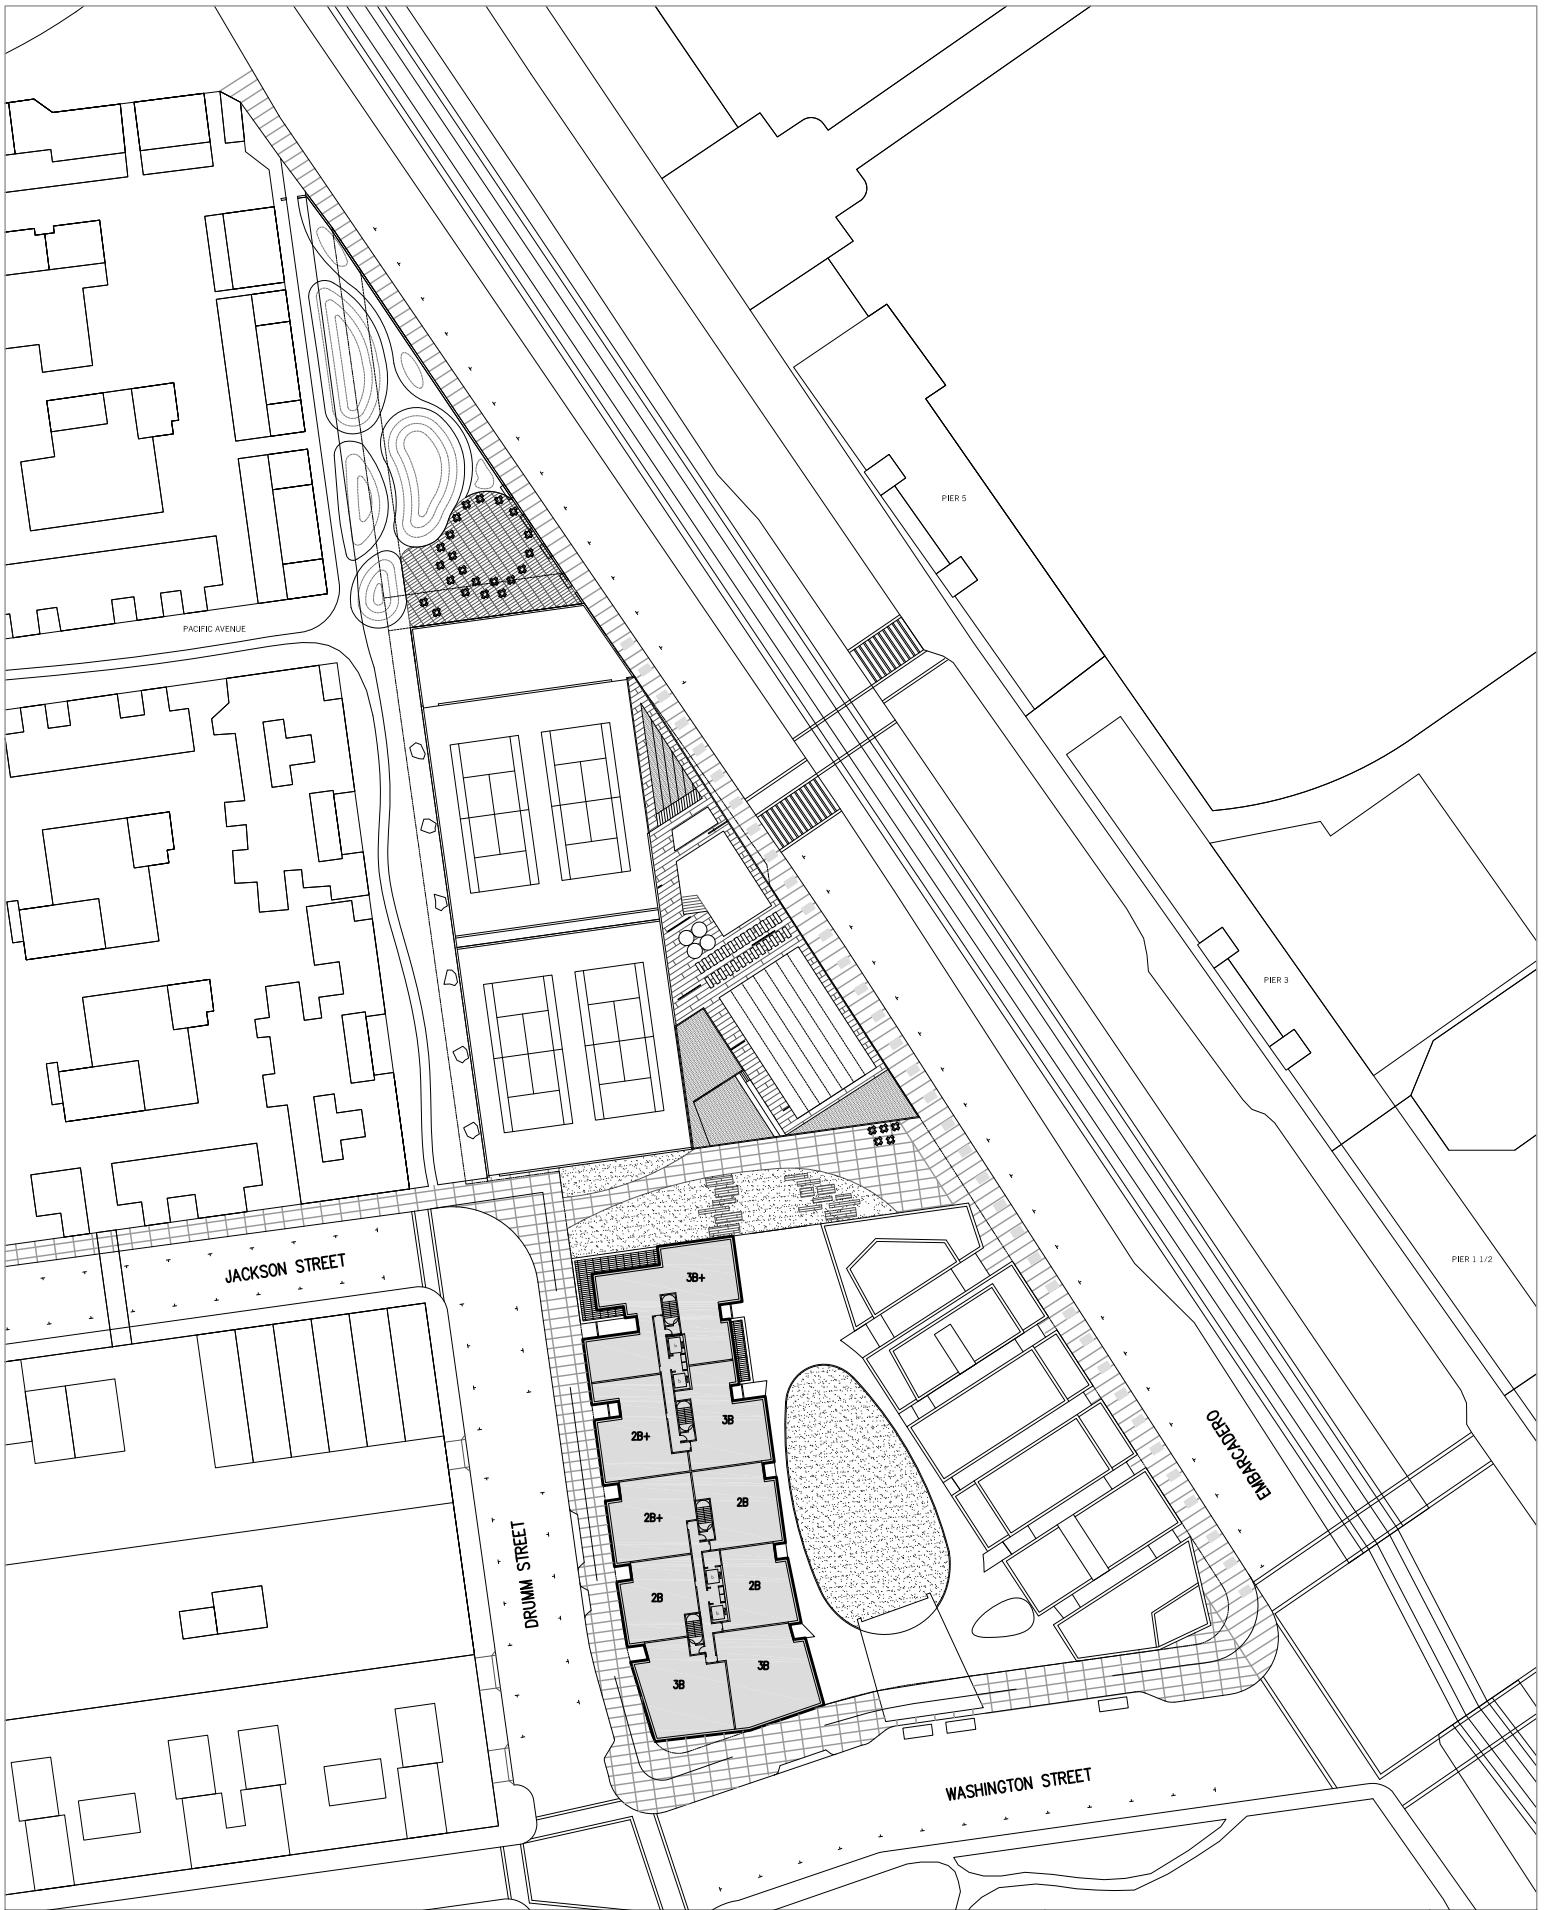 PIER 5
PACIFIC AVENUE
PIER 3
PIER 1 1/2
JACKSON STREET
3B+
3B
2B+
EMBARCADERO
2B
2B+
DRUMM STREET
2B
2B
3B
3B
WASHINGTON STREET